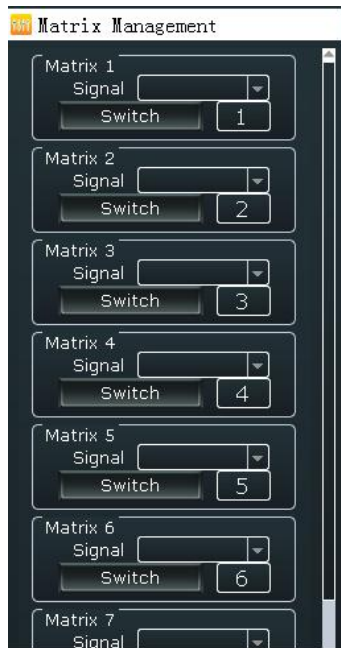 Matrix Management
Matrix 1
Signal
Switch 1
Matrix 2
Signal
Switch 2
Matrix 3
Signal
Switch 3
Matrix 4
Signal
Switch 4
Matrix 5
Signal
Switch 5
Matrix 6
Signal
Switch 6
Matrix 7
Signal